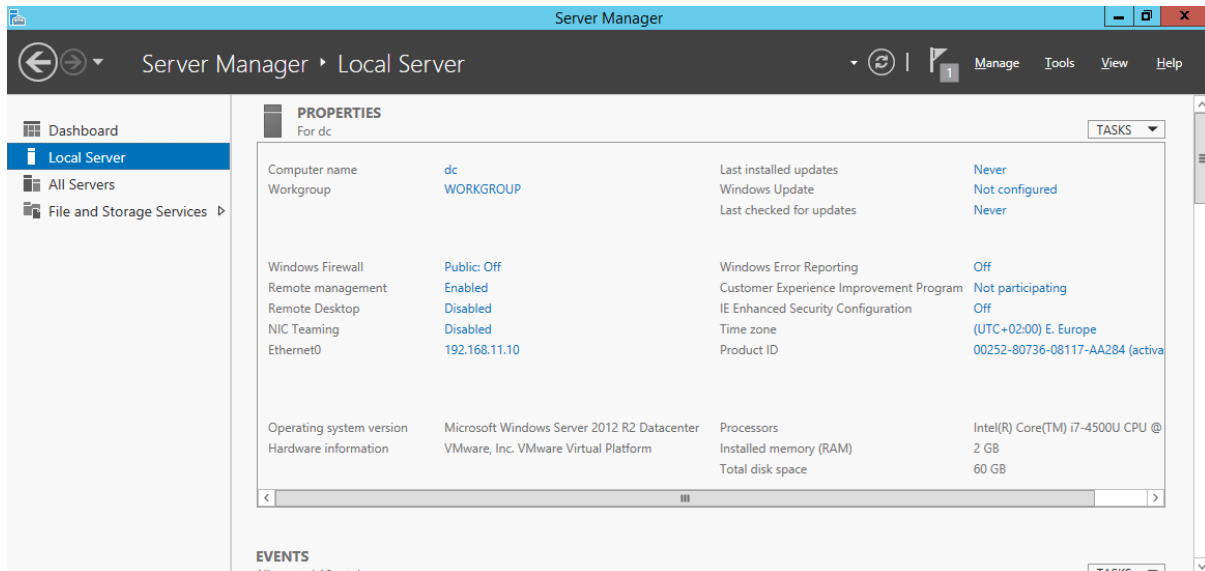 Server Manager
Server Manager ‣ Local Server
1
Manage Tools View Help
Dashboard
Local Server
All Servers
File and Storage Services
PROPERTIES
For dc
TASKS
Computer name dc Last installed updates Never
Workgroup WORKGROUP Windows Update Not configured
Last checked for updates Never
Windows Firewall Public: Off Windows Error Reporting Off
Remote management Enabled Customer Experience Improvement Program Not participating
Remote Desktop Disabled IE Enhanced Security Configuration Off
NIC Teaming Disabled Time zone (UTC+02:00) E. Europe
Ethernet0 192.168.11.10 Product ID 00252-80736-08117-AA284 (activa
Operating system version Microsoft Windows Server 2012 R2 Datacenter Processors Intel(R) Core(TM) i7-4500U CPU @
Hardware information VMware, Inc. VMware Virtual Platform Installed memory (RAM) 2 GB
Total disk space 60 GB
EVENTS
TASKS